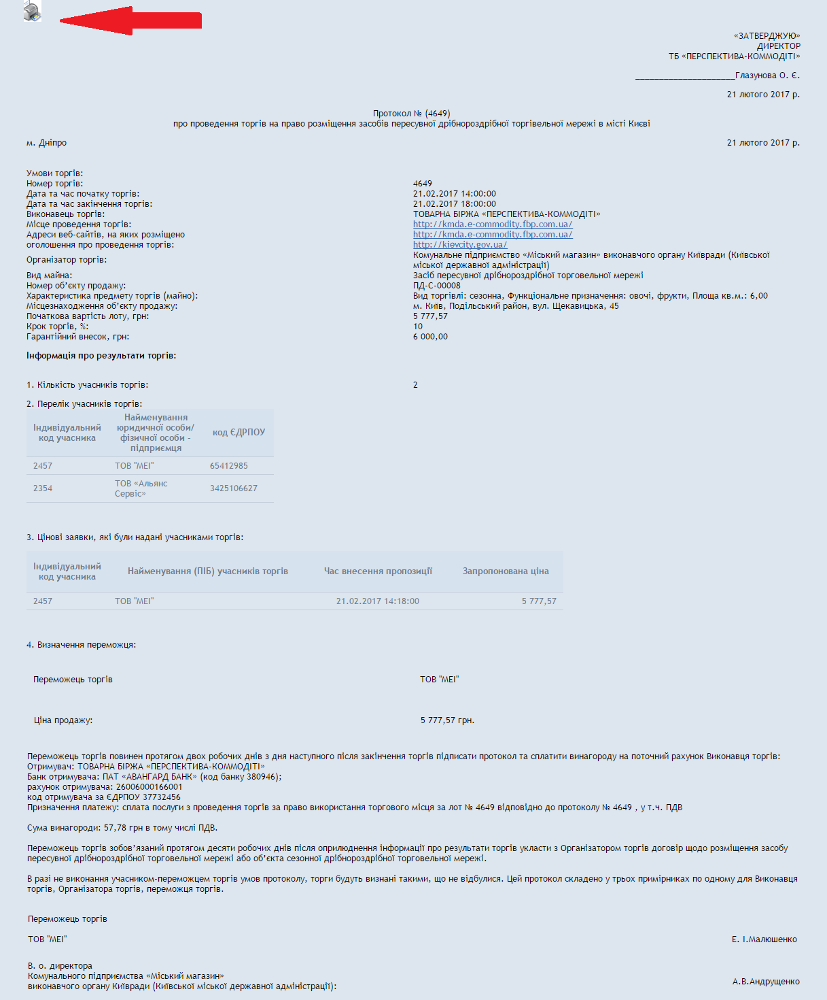 «ЗАТВЕРДЖУЮ»
ДИРЕКТОР
ТБ «ПЕРСПЕКТИВА-КОММОДІТІ»
_____________________Глазунова О. Є.
21 лютого 2017 р.
Протокол № (4649)
про проведення торгів на право розміщення засобів пересувної дрібнороздрібної торгівельної мережі в місті Києві
м. Дніпро 21 лютого 2017 р.
Умови торгів:
Номер торгів: 4649
Дата та час початку торгів: 21.02.2017 14:00:00
Дата та час закінчення торгів: 21.02.2017 18:00:00
Виконавець торгів: ТОВАРНА БІРЖА «ПЕРСПЕКТИВА-КОММОДІТІ»
Місце проведення торгів: http://kmda.e-commodity.fbp.com.ua/
Адреси веб-сайтів, на яких розміщено http://kmda.e-commodity.fbp.com.ua/
оголошення про проведення торгів: http://kievcity.gov.ua/
Організатор торгів: Комунальне підприємство «Міський магазин» виконавчого органу Київради (Київської
міської державної адміністрації)
Вид майна: Засіб пересувної дрібнороздрібної торговельної мережі
Номер об’єкту продажу: ПД-С-00008
Характеристика предмету торгів (майно): Вид торгівлі: сезонна, Функціональне призначення: овочі, фрукти, Площа кв.м.: 6,00
Місцезнаходження об’єкту продажу: м. Київ, Подільський район, вул. Щекавицька, 45
Початкова вартість лоту, грн: 5 777,57
Крок торгів, %: 10
Гарантійний внесок, грн: 6 000,00
Інформація про результати торгів:
1. Кількість учасників торгів: 2
2. Перелік учасників торгів:
Індивідуальний код учасника Найменування юридичної особи/ фізичної особи - підприємця код ЄДРПОУ
2457 ТОВ "МЕІ" 65412985
2354 ТОВ «Альянс Сервіс» 3425106627
3. Цінові заявки, які були надані учасниками торгів:
Індивідуальний код учасника Найменування (ПІБ) учасників торгів Час внесення пропозиції Запропонована ціна
2457 ТОВ "МЕІ" 21.02.2017 14:18:00 5 777,57
4. Визначення переможця:
Переможець торгів ТОВ "МЕІ"
Ціна продажу: 5 777,57 грн.
Переможець торгів повинен протягом двох робочих днів з дня наступного після закінчення торгів підписати протокол та сплатити винагороду на поточний рахунок Виконавця торгів:
Отримувач: ТОВАРНА БІРЖА «ПЕРСПЕКТИВА-КОММОДІТІ»
Банк отримувача: ПАТ «АВАНГАРД БАНК» (код банку 380946);
рахунок отримувача: 26006000166001
код отримувача за ЄДРПОУ 37732456
Призначення платежу: сплата послуги з проведення торгів за право використання торгового місця за лот № 4649 відповідно до протоколу № 4649 , у т.ч. ПДВ
Сума винагороди: 57,78 грн в тому числі ПДВ.
Переможець торгів зобов’язаний протягом десяти робочих днів після оприлюднення інформації про результати торгів укласти з Організатором торгів договір щодо розміщення засобу
пересувної дрібнороздрібної торговельної мережі або об’єкта сезонної дрібнороздрібної торговельної мережі.
В разі не виконання учасником-переможцем торгів умов протоколу, торги будуть визнані такими, що не відбулися. Цей протокол складено у трьох примірниках по одному для Виконавця
торгів, Організатора торгів, переможця торгів.
Переможець торгів
ТОВ "МЕІ" Е. І.Малюшенко
В. о. директора
Комунального підприємства «Міський магазин»
виконавчого органу Київради (Київської міської державної адміністрації): А.В.Андрущенко